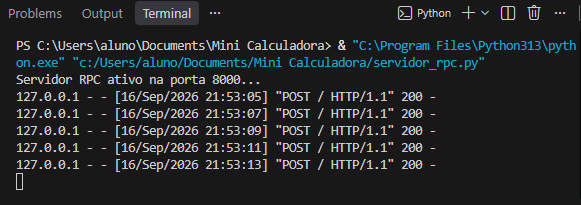 Problems Output Terminal ... Python
PS C:\Users\aluno\Documents\Mini Calculadora> & "C:\Program Files\Python313\pyth
on.exe" "c:/Users/aluno/Documents/Mini Calculadora/servidor_rpc.py"
Servidor RPC ativo na porta 8000...
127.0.0.1 - - [16/Sep/2026 21:53:05] "POST / HTTP/1.1" 200 -
127.0.0.1 - - [16/Sep/2026 21:53:07] "POST / HTTP/1.1" 200 -
127.0.0.1 - - [16/Sep/2026 21:53:09] "POST / HTTP/1.1" 200 -
127.0.0.1 - - [16/Sep/2026 21:53:11] "POST / HTTP/1.1" 200 -
127.0.0.1 - - [16/Sep/2026 21:53:13] "POST / HTTP/1.1" 200 -